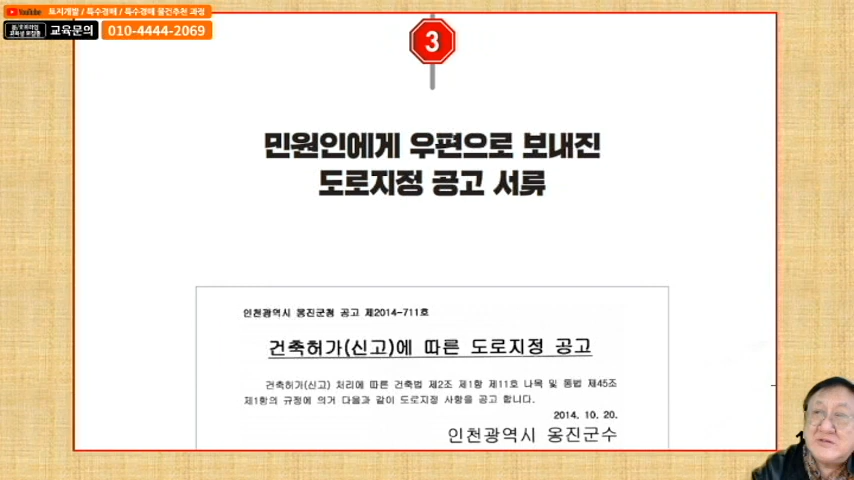 YouTube 토지개발 / 특수경매 / 특수경매 물건추천 과정
교육문의 010-4444-2069
3
민원인에게 우편으로 보내진
도로지정 공고 서류
인천광역시 옹진군청 공고 제2014-711호
건축허가(신고)에 따른 도로지정 공고
건축허가(신고) 처리에 따른 건축법 제2조 제1항 제11호 나목 및 동법 제45조
제1항의 규정에 의거 다음과 같이 도로지정 사항을 공고 합니다.
2014. 10. 20.
인천광역시 옹진군수